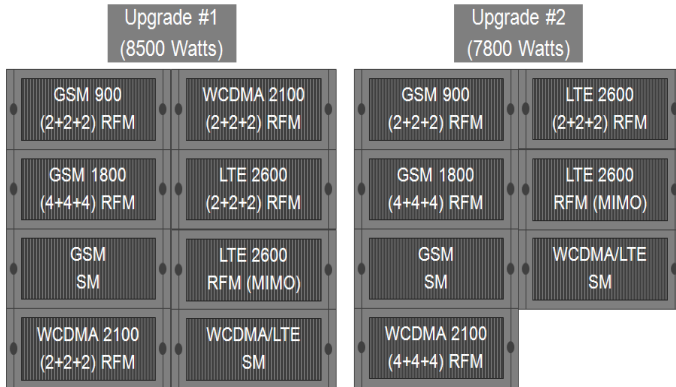 Upgrade #1
(8500 Watts)
GSM 900
(2+2+2) RFM
WCDMA 2100
(2+2+2) RFM
GSM 1800
(4+4+4) RFM
LTE 2600
(2+2+2) RFM
GSM
SM
LTE 2600
RFM (MIMO)
WCDMA 2100
(2+2+2) RFM
WCDMA/LTE
SM
Upgrade #2
(7800 Watts)
GSM 900
(2+2+2) RFM
LTE 2600
(2+2+2) RFM
GSM 1800
(4+4+4) RFM
LTE 2600
RFM (MIMO)
GSM
SM
WCDMA/LTE
SM
WCDMA 2100
(4+4+4) RFM